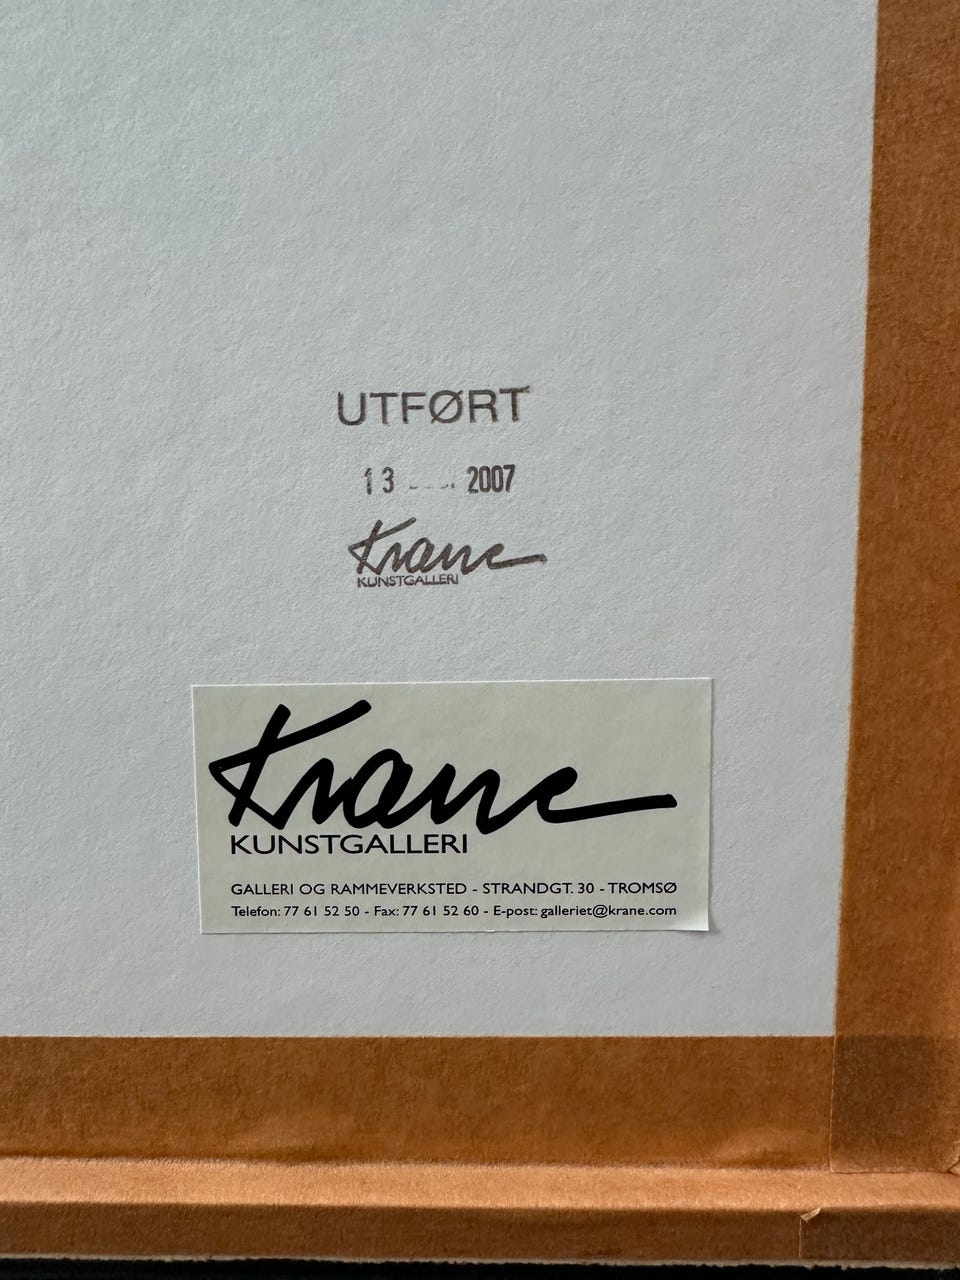 UTFØRT
13 2007
Krane
KUNSTGALLERI
Krane
KUNSTGALLERI
GALLERI OG RAMMEVERKSTED - STRANDGT. 30 - TROMSØ
Telefon: 77 61 52 50 - Fax: 77 61 52 60 - E-post: galleriet@krane.com